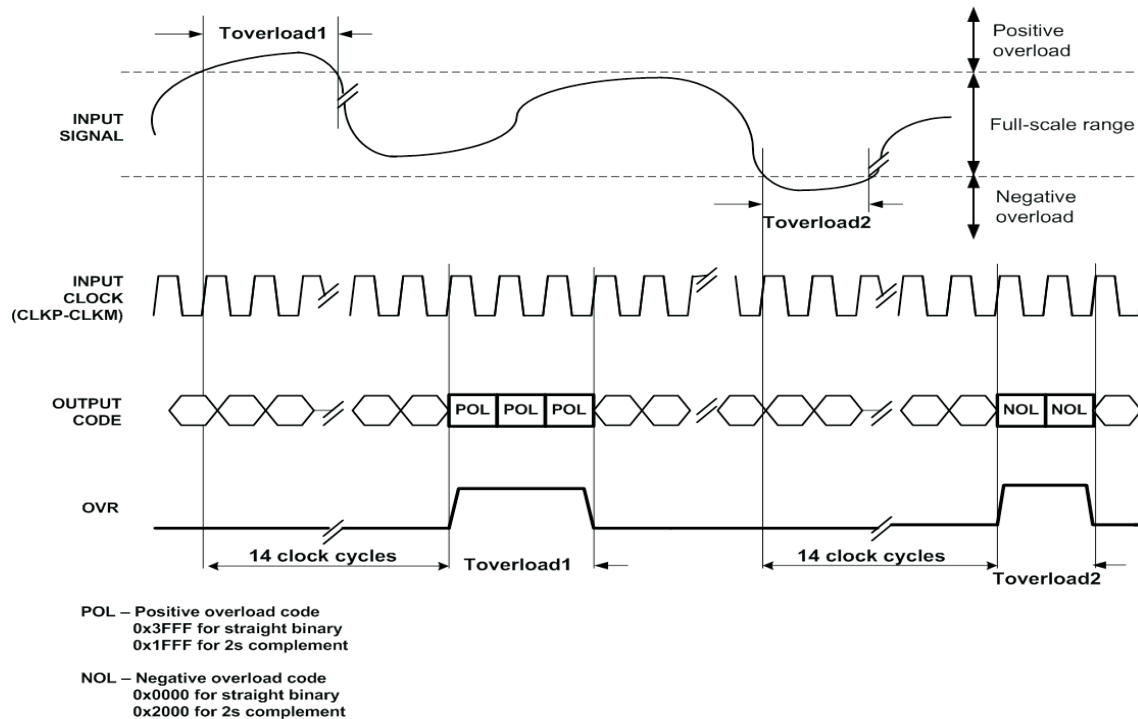 Toverload1
Positive
overload
INPUT
SIGNAL
Full-scale range
Negative
overload
Toverload2
INPUT
CLOCK
(CLKP-CLKM)
OUTPUT
CODE
POL POL POL
NOL NOL
OVR
14 clock cycles
Toverload1
14 clock cycles
Toverload2
POL – Positive overload code
0x3FFF for straight binary
0x1FFF for 2s complement
NOL – Negative overload code
0x0000 for straight binary
0x2000 for 2s complement